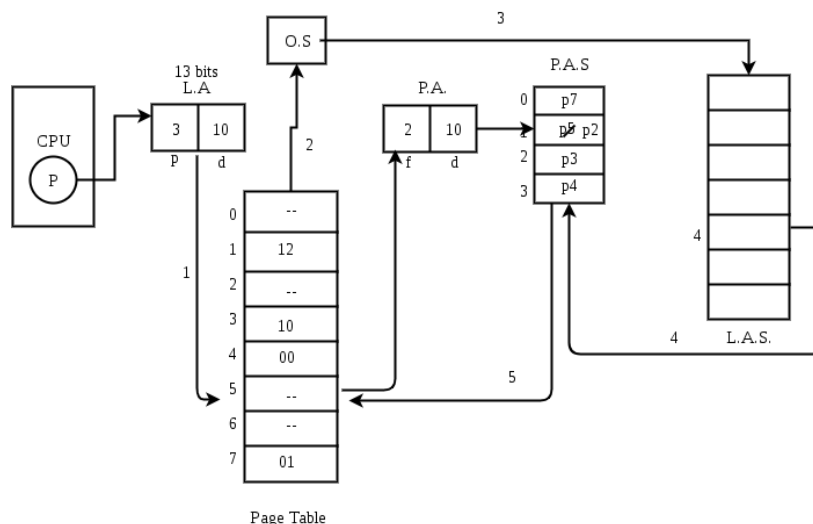 3
O.S
13 bits
L.A
P.A.
P.A.S
CPU
P
3 10
p d
2 10
f d
0 p7
1 p2
2 p3
3 p4
2
1
0 --
1 12
2 --
3 10
4 00
5 --
6 --
7 01
4
L.A.S.
4
5
Page Table